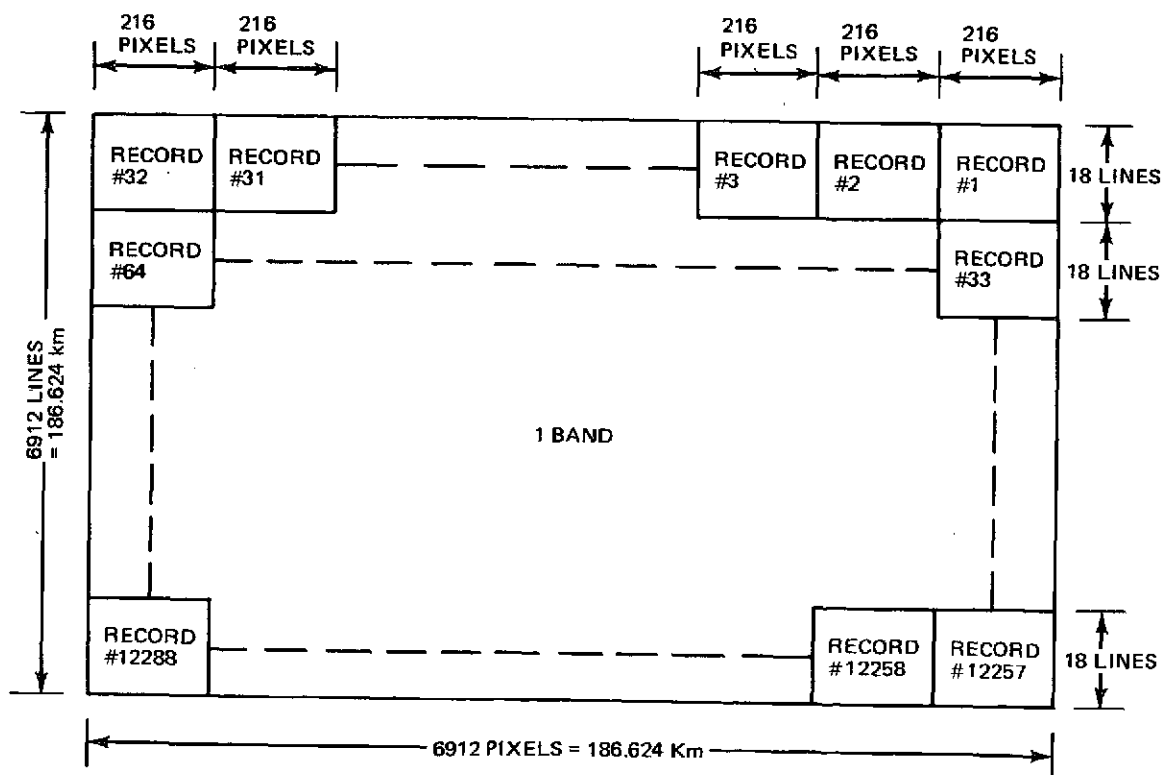 216
PIXELS
216
PIXELS
216
PIXELS
216
PIXELS
216
PIXELS
RECORD
#32
RECORD
#31
RECORD
#3
RECORD
#2
RECORD
#1
18 LINES
RECORD
#64
RECORD
#33
18 LINES
6912 LINES
= 186.624 km
1 BAND
RECORD
#12288
RECORD
#12258
RECORD
#12257
18 LINES
6912 PIXELS = 186.624 Km